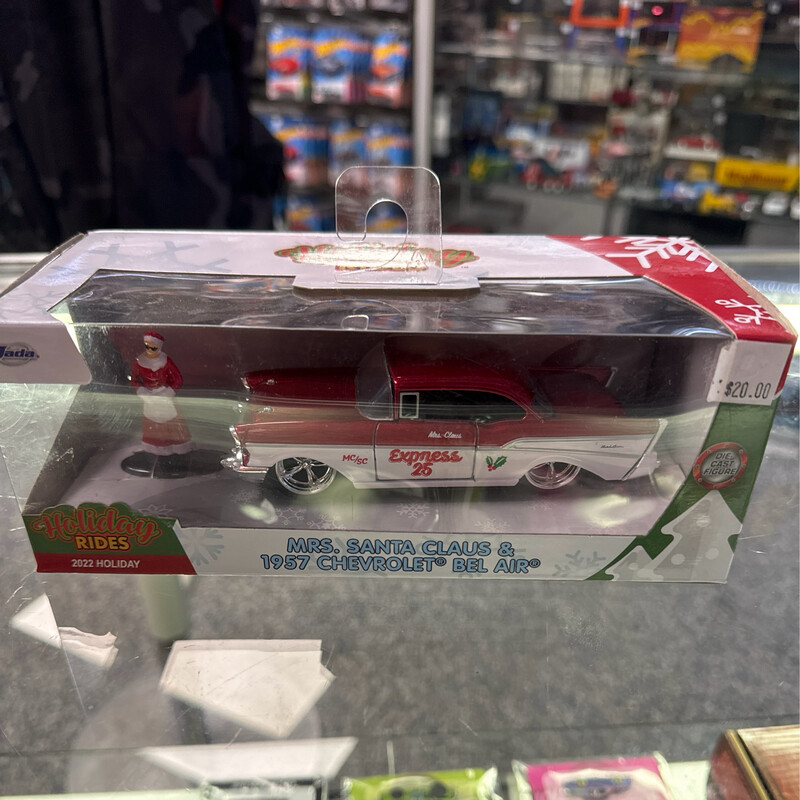 Jada
$20.00
Mrs. Claus
MC/SC
Express
25
DIE
CAST
FIGURE
Holiday
RIDES
2022 HOLIDAY
MRS. SANTA CLAUS &
1957 CHEVROLET® BEL AIR®